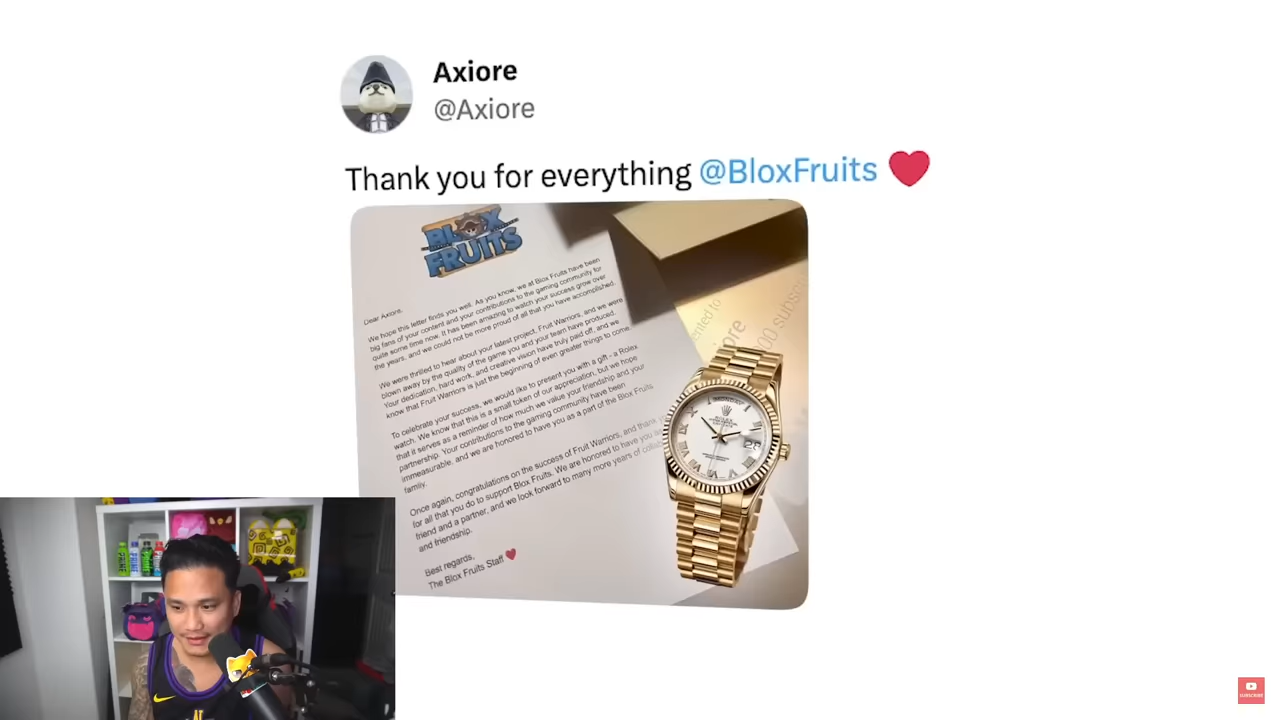 Axiore
@Axiore
Thank you for everything @BloxFruits
BLOX
FRUITS
Dear Axiore,
We hope this letter finds you well. As you know, we at Blox Fruits have been
big fans of your content and your contributions to the gaming community for
quite some time now. It has been amazing to watch your success grow over
the years, and we could not be more proud of all that you have accomplished.
We were thrilled to hear about your latest project, Fruit Warriors, and we were
blown away by the quality of the game you and your team have produced.
Your dedication, hard work, and creative vision have truly paid off, and we
know that Fruit Warriors is just the beginning of even greater things to come.
To celebrate your success, we would like to present you with a gift - a Rolex
watch. We know that this is a small token of our appreciation, but we hope
that it serves as a reminder of how much we value your friendship and your
partnership. Your contributions to the gaming community have been
immeasurable, and we are honored to have you as a part of the Blox Fruits
family.
Once again, congratulations on the success of Fruit Warriors, and thank
for all that you do to support Blox Fruits. We are honored to have you
friend and a partner, and we look forward to many more years of
and friendship.
Best regards,
The Blox Fruits Staff
MONDAY
ROLEX
SUBSCRIBE